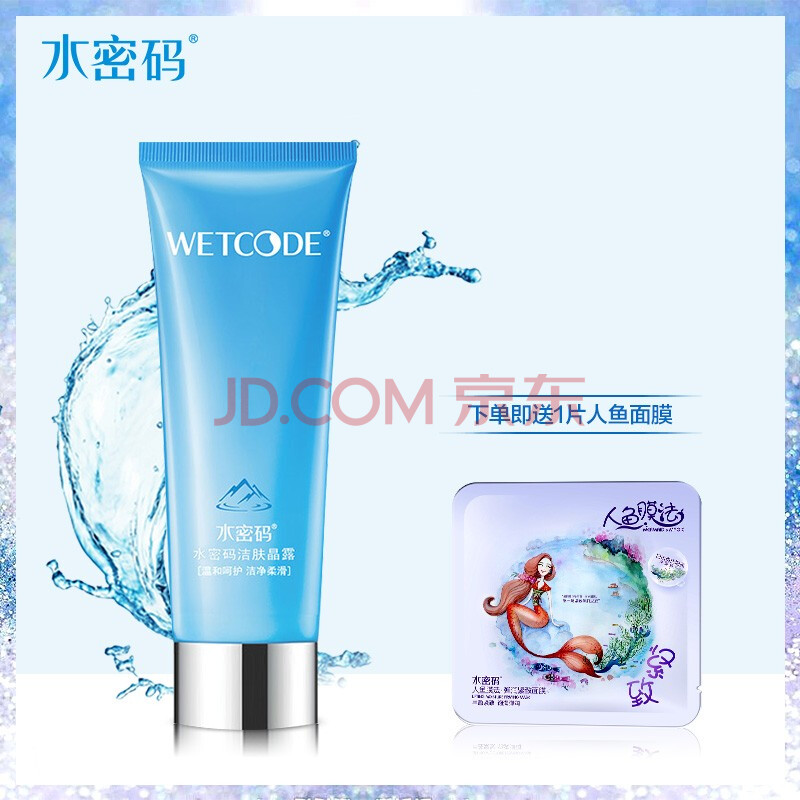 水密码®
WETCODE®
JD.COM 京东
下单即送1片人鱼面膜
水密码®
水密码洁肤晶露
[温和呵护 洁净柔滑]
人鱼膜法
紧致
水密码®